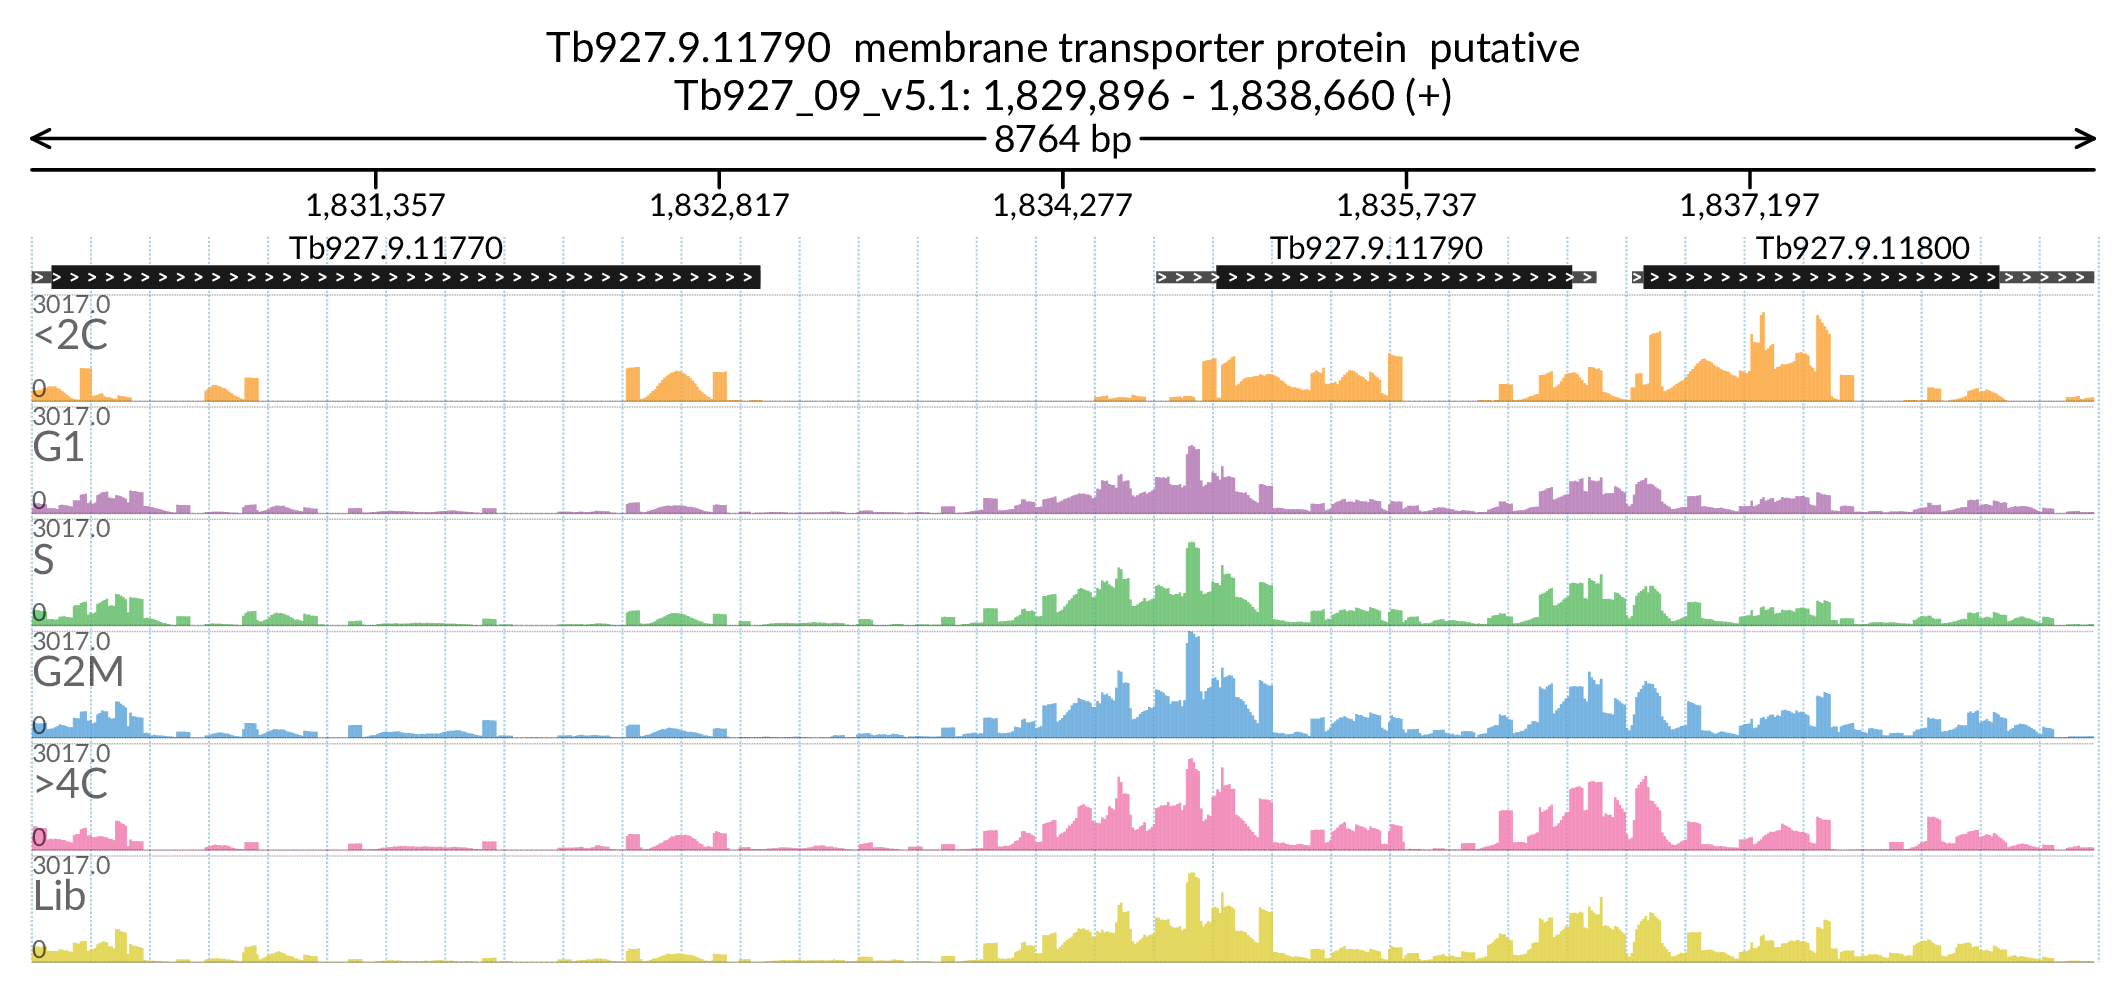 Tb927.9.11790  membrane transporter protein  putative
Tb927_09_v5.1: 1,829,896 - 1,838,660 (+)
8764 bp
1,831,357 1,832,817 1,834,277 1,835,737 1,837,197
Tb927.9.11770 Tb927.9.11790 Tb927.9.11800
3017.0
<2C
0
3017.0
G1
0
3017.0
S
0
3017.0
G2M
0
3017.0
>4C
0
3017.0
Lib
0